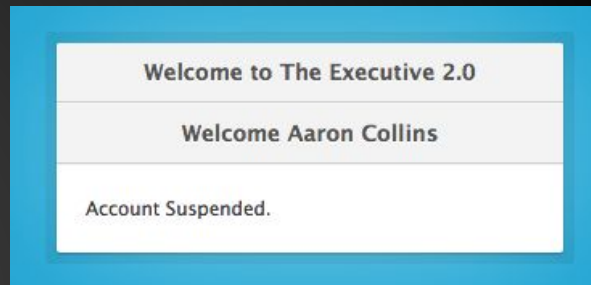 Welcome to The Executive 2.0
Welcome Aaron Collins
Account Suspended.